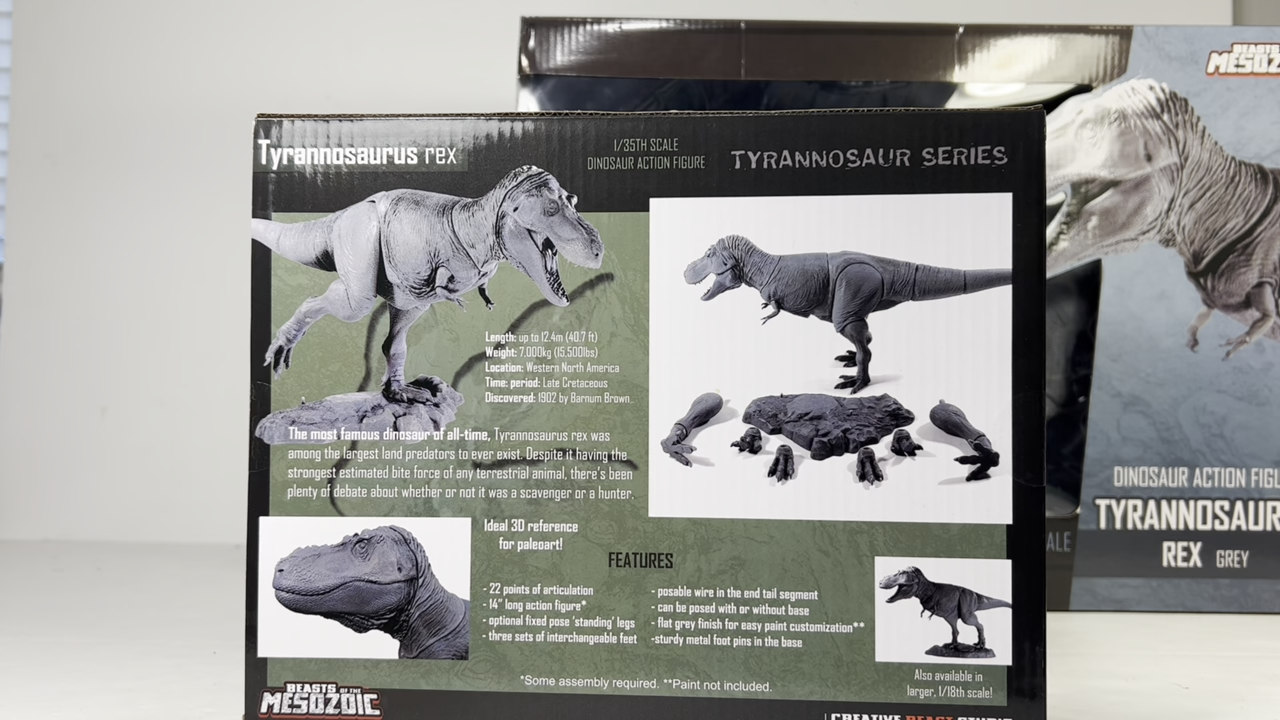 Tyrannosaurus rex
1/35TH SCALE
DINOSAUR ACTION FIGURE
TYRANNOSAUR SERIES
Length: up to 12.4m (40.7 ft)
Weight: 7,000kg (15,500lbs)
Location: Western North America
Time: period: Late Cretaceous
Discovered: 1902 by Barnum Brown
The most famous dinosaur of all-time, Tyrannosaurus rex was
among the largest land predators to ever exist. Despite it having the
strongest estimated bite force of any terrestrial animal, there's been
plenty of debate about whether or not it was a scavenger or a hunter.
Ideal 3D reference
for paleoart!
FEATURES
- 22 points of articulation
- 14" long action figure*
- optional fixed pose 'standing' legs
- three sets of interchangeable feet
- posable wire in the end tail segment
- can be posed with or without base
- flat grey finish for easy paint customization**
-sturdy metal foot pins in the base
*Some assembly required. **Paint not included.
Also available in
larger, 1/18th scale!
BEASTS OF THE
MESOZOIC
CREATIVE BEAST STUDIO
BEASTS
MESOZ
DINOSAUR ACTION FIGU
TYRANNOSAUR
REX GREY
ALE